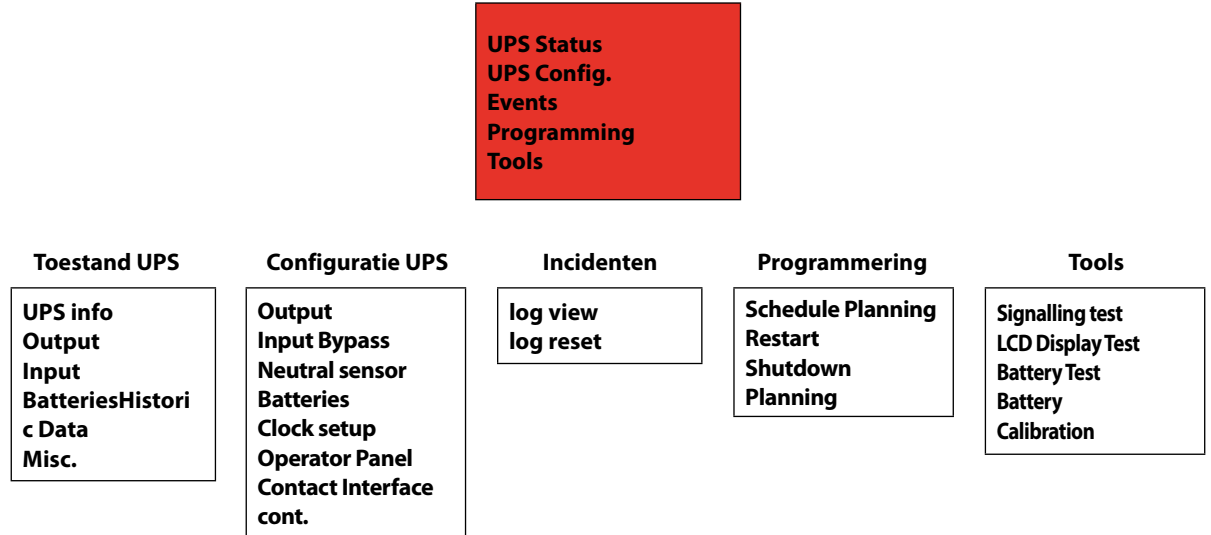 UPS Status
UPS Config.
Events
Programming
Tools
Toestand UPS
UPS info
Output
Input
BatteriesHistori
c Data
Misc.
Configuratie UPS
Output
Input Bypass
Neutral sensor
Batteries
Clock setup
Operator Panel
Contact Interface
cont.
Incidenten
log view
log reset
Programmering
Schedule Planning
Restart
Shutdown
Planning
Tools
Signalling test
LCD Display Test
Battery Test
Battery
Calibration